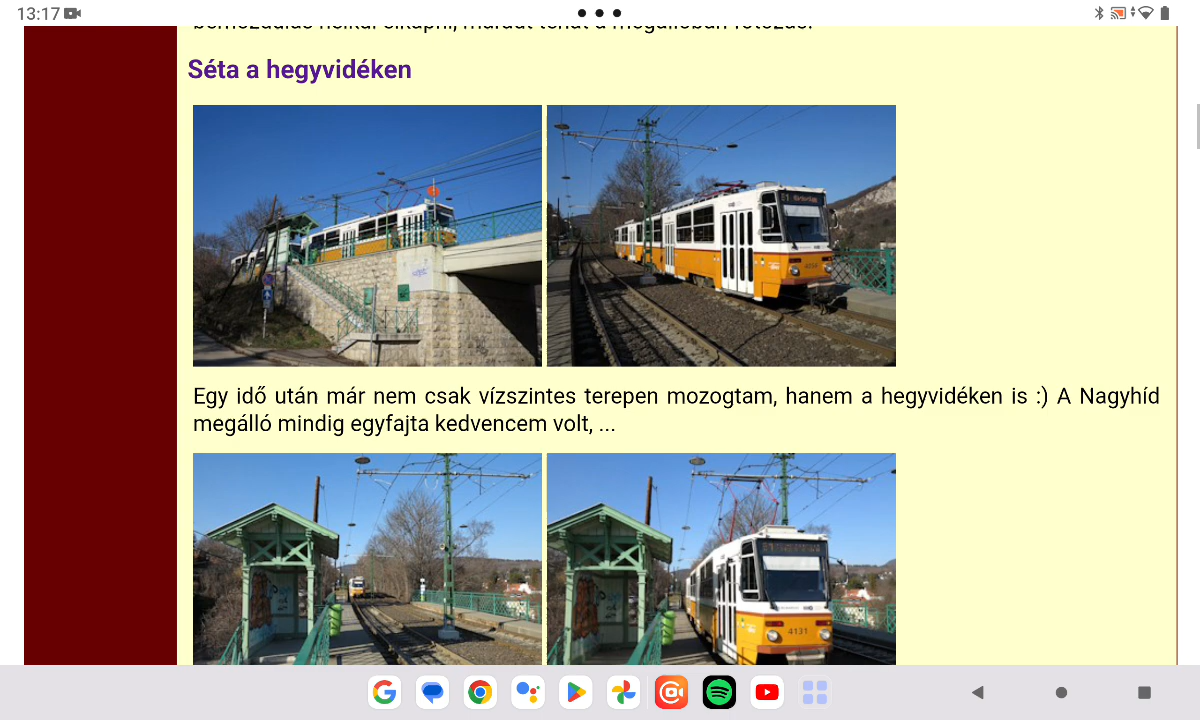 13:17
Séta a hegyvidéken
Egy idő után már nem csak vízszintes terepen mozogtam, hanem a hegyvidéken is :) A Nagyhíd
megálló mindig egyfajta kedvencem volt, ...
4131